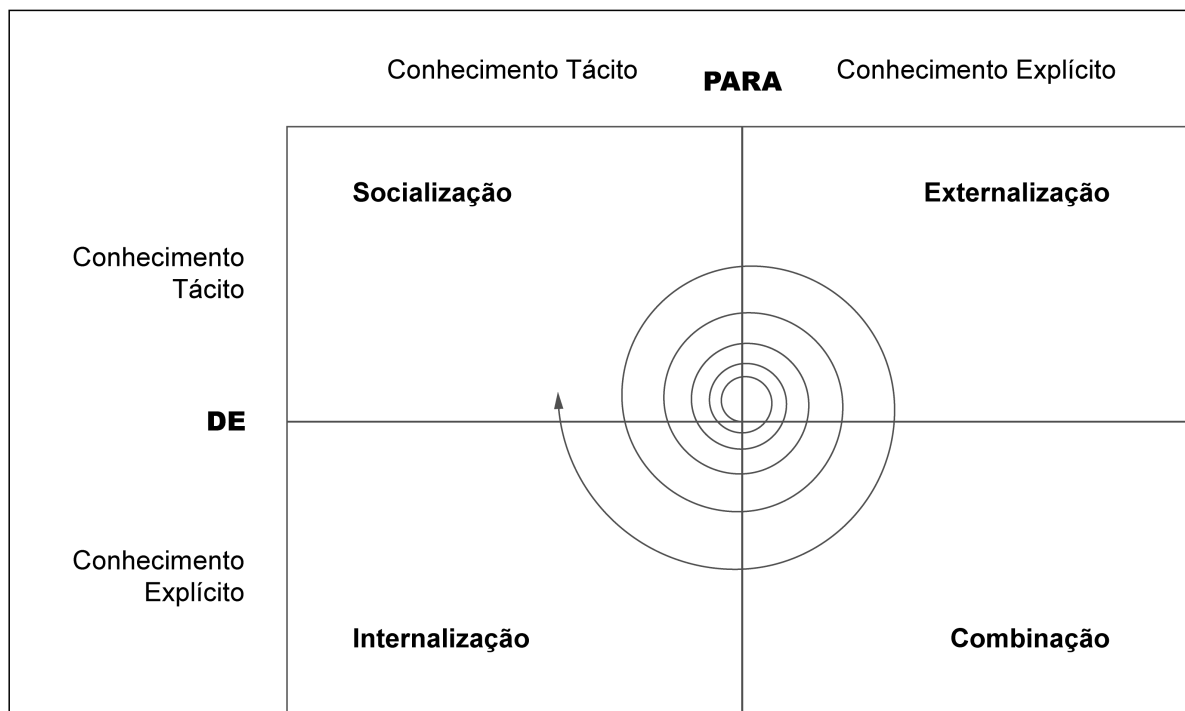 Conhecimento Tácito
PARA
Conhecimento Explícito
Socialização
Externalização
Conhecimento
Tácito
DE
Conhecimento
Explícito
Internalização
Combinação